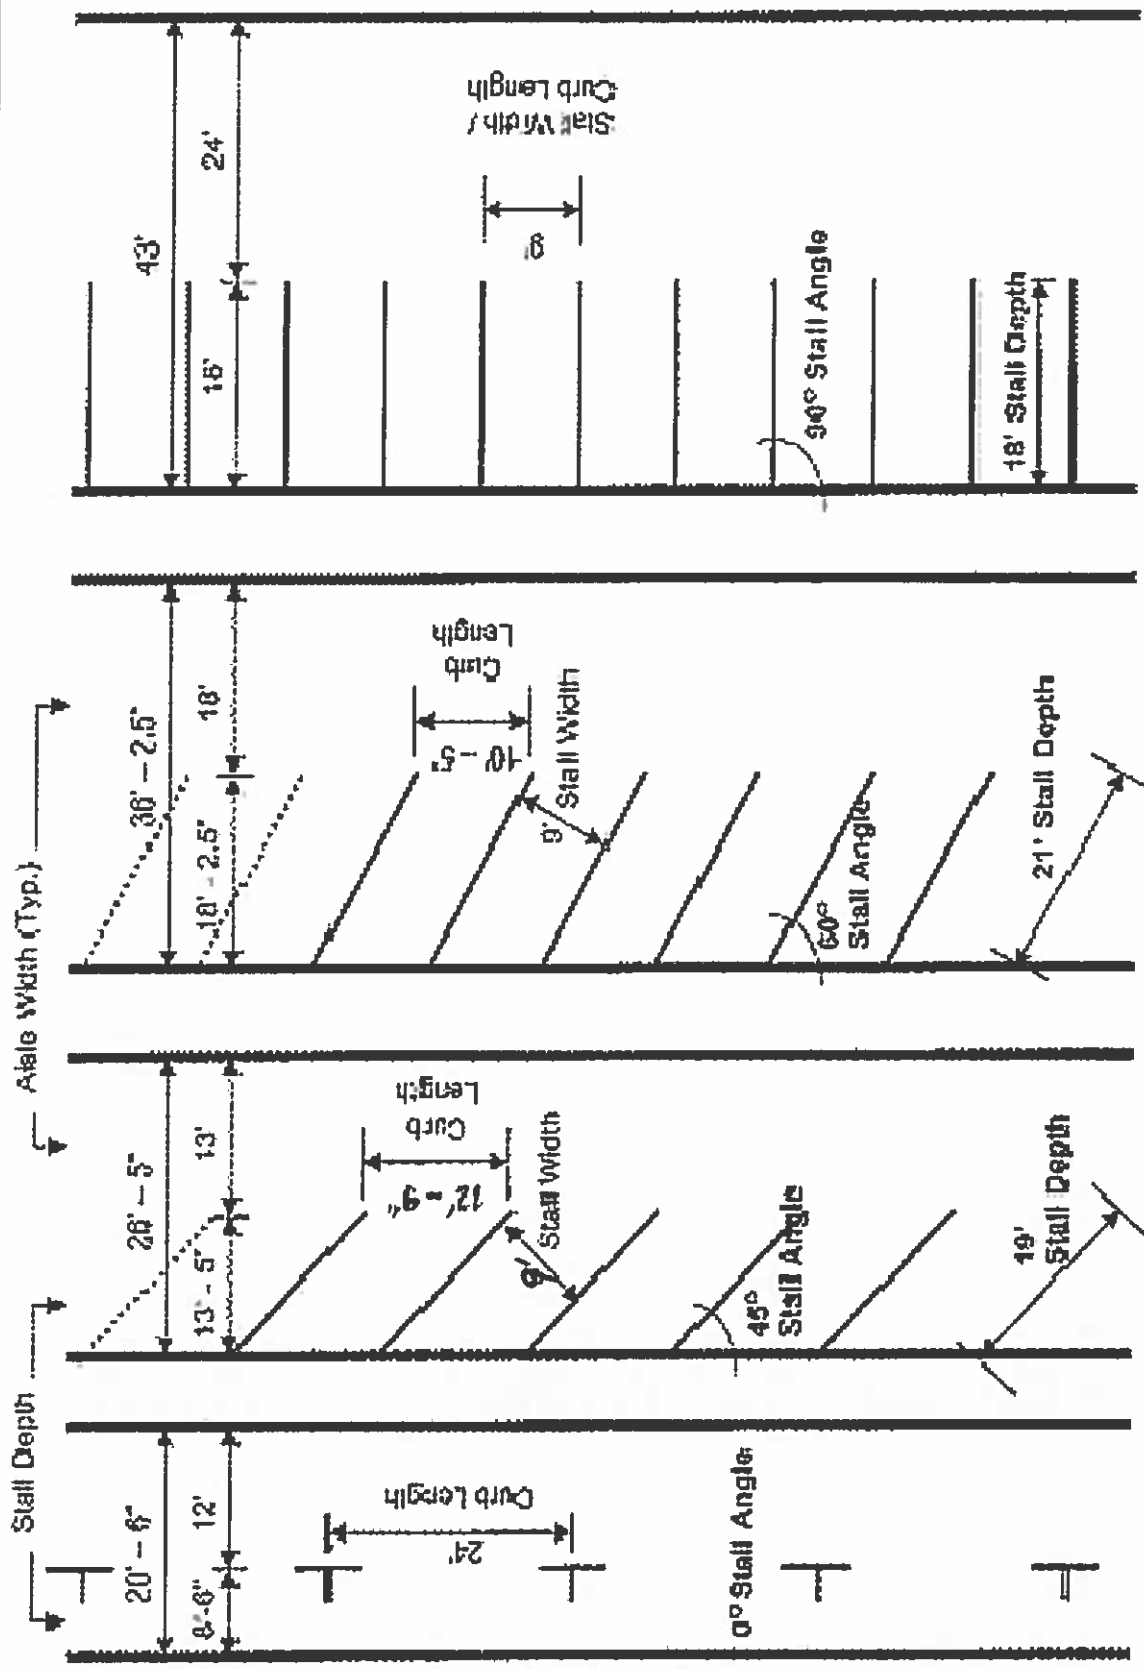 Stall Depth
Aisle Width (Typ.)
20' – 6"
8'-6"
12'
24'
Curb Length
0° Stall Angle
26' – 5"
13' – 5"
13'
12' – 9"
Curb
Length
9'
Stall Width
45°
Stall Angle
19'
Stall Depth
36' – 2.5"
18' – 2.5"
18'
10' – 5"
Curb
Length
9'
Stall Width
60°
Stall Angle
21' Stall Depth
43'
24'
9'
Stall Width /
Curb Length
90° Stall Angle
18' Stall Depth